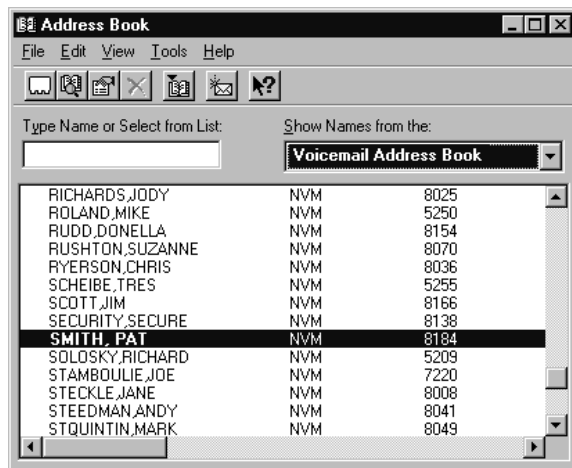 Address Book
File Edit View Tools Help
Type Name or Select from List: Show Names from the:
Voicemail Address Book
RICHARDS,JODY NVM 8025
ROLAND,MIKE NVM 5250
RUDD,DONELLA NVM 8154
RUSHTON,SUZANNE NVM 8070
RYERSON,CHRIS NVM 8036
SCHEIBE,TRES NVM 5255
SCOTT,JIM NVM 8166
SECURITY,SECURE NVM 8138
SMITH, PAT NVM 8184
SOLOSKY,RICHARD NVM 5209
STAMBOULIE,JOE NVM 7220
STECKLE,JANE NVM 8008
STEEDMAN,ANDY NVM 8041
STQUINTIN,MARK NVM 8049